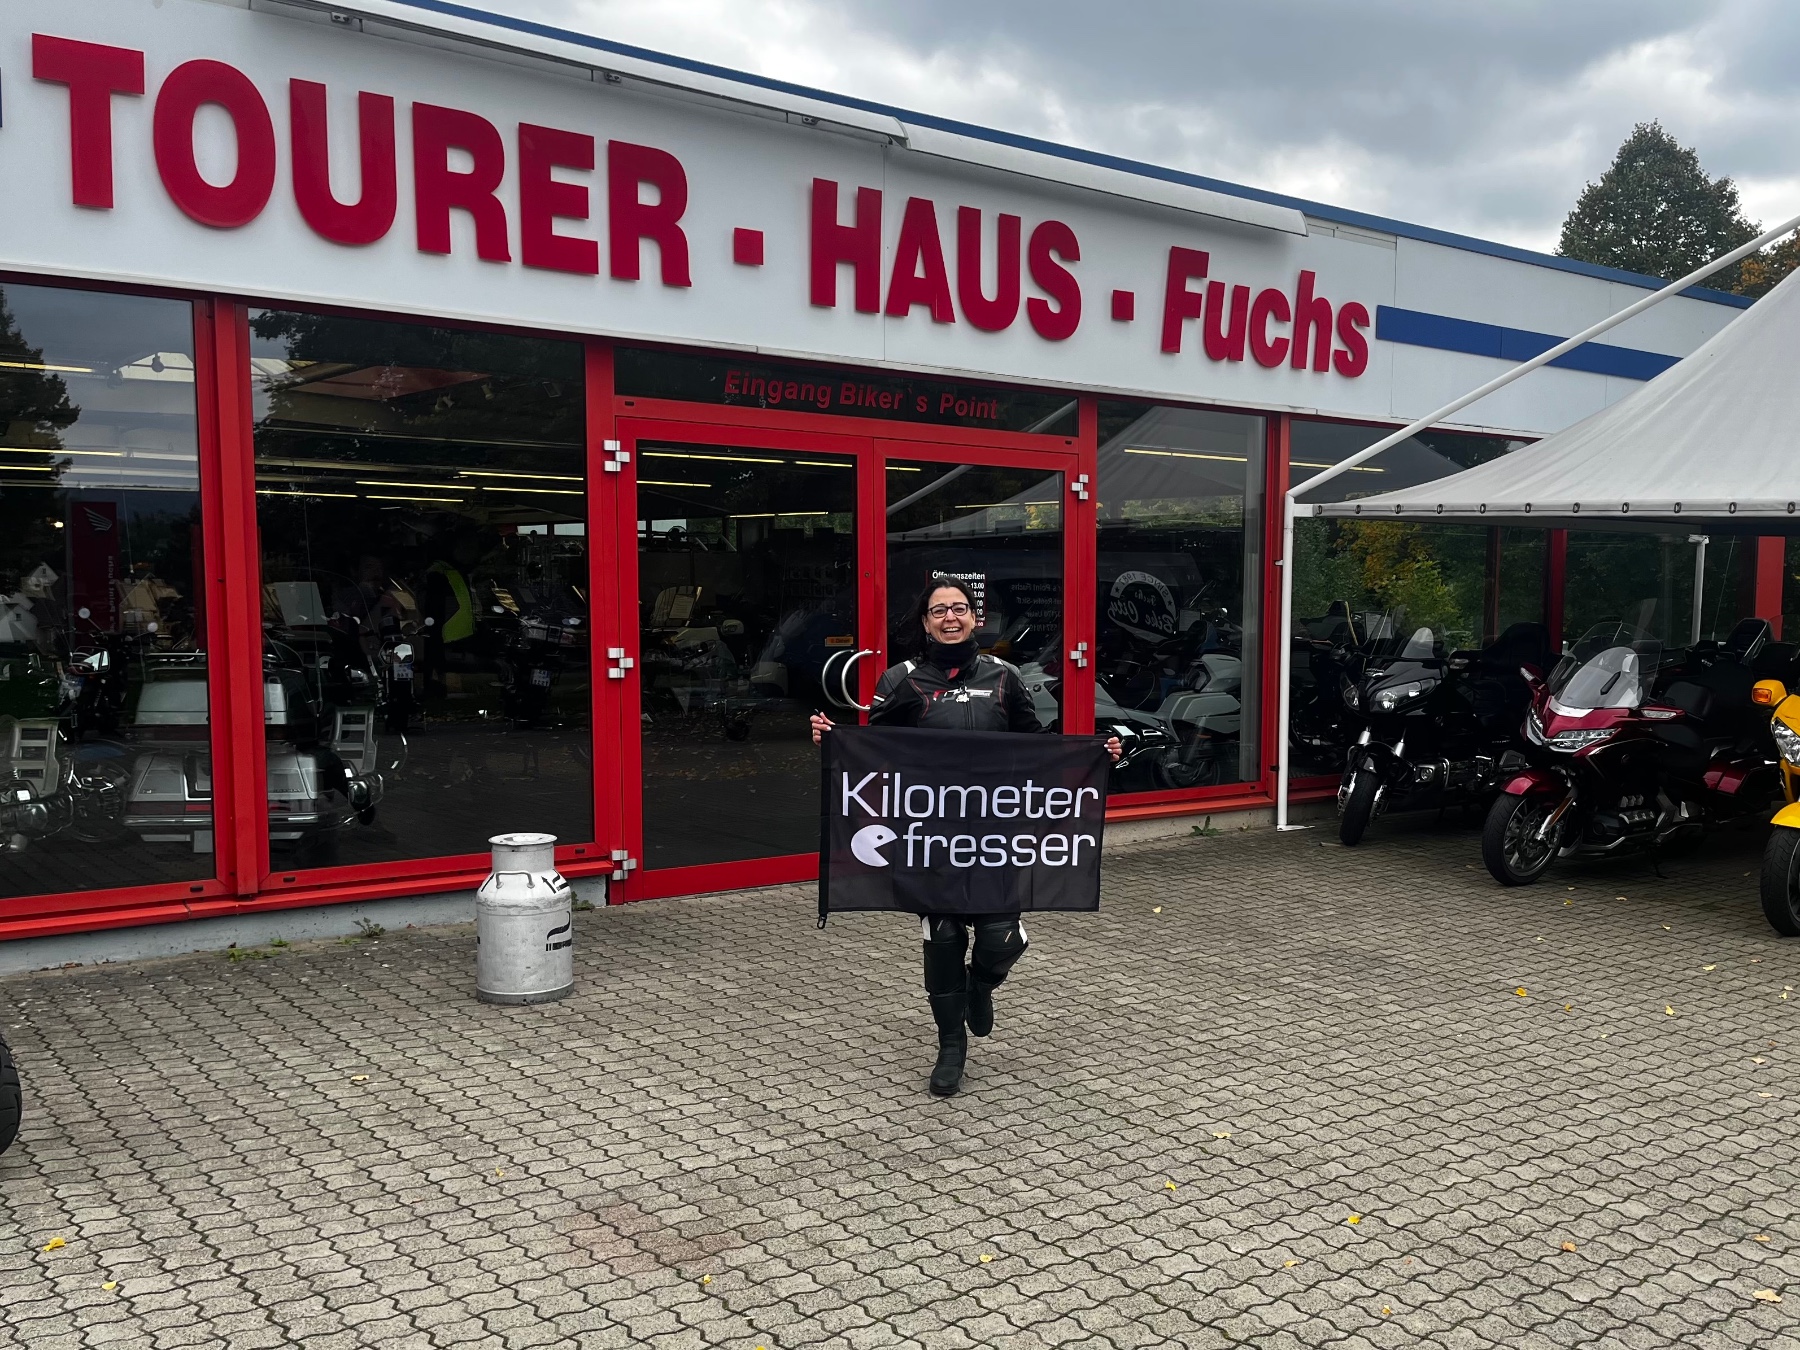 TOURER - HAUS - Fuchs
Eingang Biker`s Point
Öffnungszeiten
Kilometer
fresser